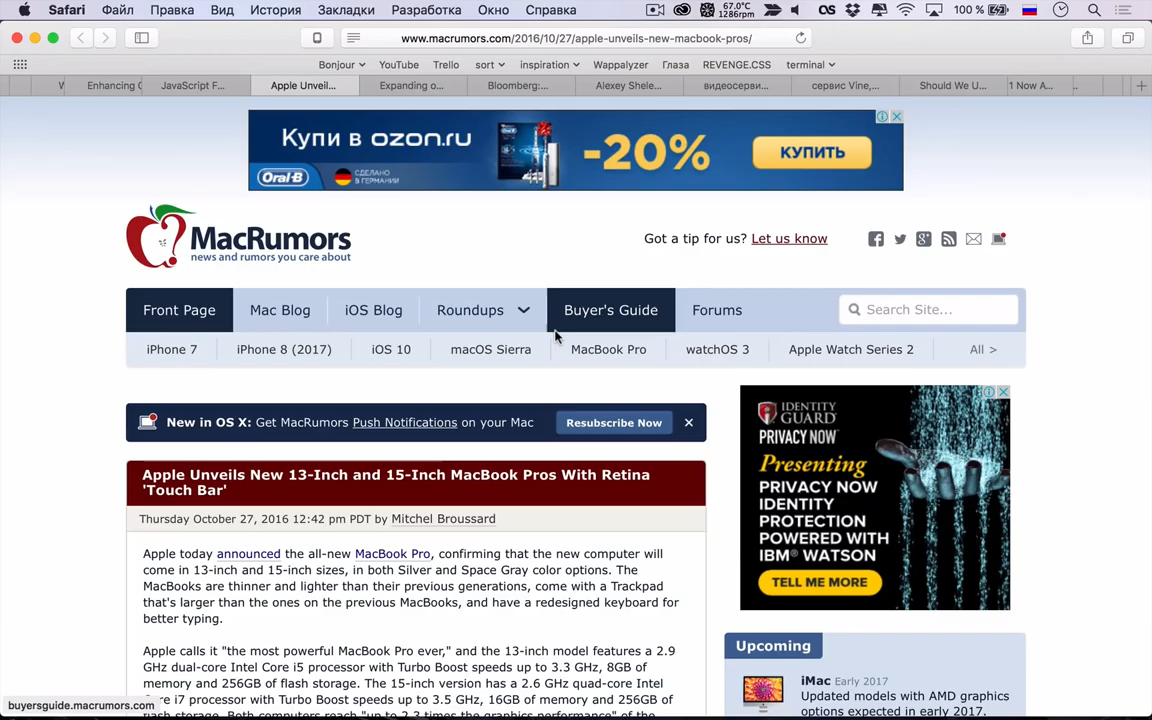 Safari Файл Правка Вид История Закладки Разработка Окно Справка 67.0°C 1286rpm 100 %
www.macrumors.com/2016/10/27/apple-unveils-new-macbook-pros/
Bonjour YouTube Trello sort inspiration Wappalyzer Глаза REVENGE.CSS terminal
Enhancing JavaScript F... Apple Unveil... Expanding o... Bloomberg:... Alexey Shele... видеосерви... сервис Vine,... Should We U... 1 Now A...
Купи в ozon.ru
-20%
КУПИТЬ
Oral-B
СДЕЛАНО
В ГЕРМАНИИ
MacRumors
news and rumors you care about
Got a tip for us? Let us know
Front Page Mac Blog iOS Blog Roundups Buyer's Guide Forums Search Site...
iPhone 7 iPhone 8 (2017) iOS 10 macOS Sierra MacBook Pro watchOS 3 Apple Watch Series 2 All >
New in OS X: Get MacRumors Push Notifications on your Mac Resubscribe Now
Apple Unveils New 13-Inch and 15-Inch MacBook Pros With Retina
'Touch Bar'
Thursday October 27, 2016 12:42 pm PDT by Mitchel Broussard
Apple today announced the all-new MacBook Pro, confirming that the new computer will
come in 13-inch and 15-inch sizes, in both Silver and Space Gray color options. The
MacBooks are thinner and lighter than their previous generations, come with a Trackpad
that's larger than the ones on the previous MacBooks, and have a redesigned keyboard for
better typing.
Apple calls it "the most powerful MacBook Pro ever," and the 13-inch model features a 2.9
GHz dual-core Intel Core i5 processor with Turbo Boost speeds up to 3.3 GHz, 8GB of
memory and 256GB of flash storage. The 15-inch version has a 2.6 GHz quad-core Intel
Core i7 processor with Turbo Boost speeds up to 3.5 GHz, 16GB of memory and 256GB of
flash storage. Both computers reach "up to 2.3 times the graphics performance" of the
IDENTITY
GUARD
PRIVACY NOW
Presenting
PRIVACY NOW
IDENTITY
PROTECTION
POWERED WITH
IBM® WATSON
TELL ME MORE
Upcoming
iMac Early 2017
Updated models with AMD graphics
options expected in early 2017.
buyersguide.macrumors.com